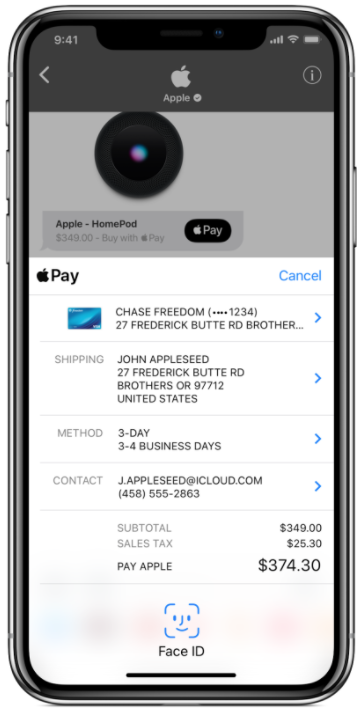 9:41
Apple
Apple - HomePod
$349.00 - Buy with Pay
Pay
Pay
Cancel
CHASE FREEDOM (••••1234)
27 FREDERICK BUTTE RD BROTHER...
SHIPPING
JOHN APPLESEED
27 FREDERICK BUTTE RD
BROTHERS OR 97712
UNITED STATES
METHOD
3-DAY
3-4 BUSINESS DAYS
CONTACT
J.APPLESEED@ICLOUD.COM
(458) 555-2863
SUBTOTAL $349.00
SALES TAX $25.30
PAY APPLE $374.30
Face ID